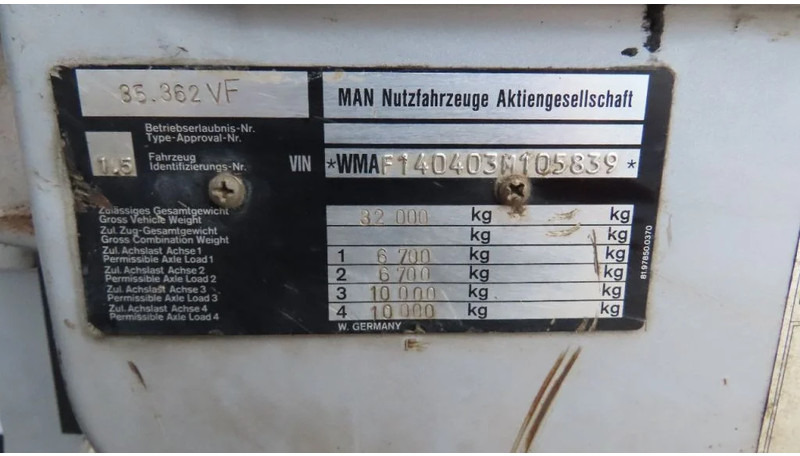 35.362 VF
MAN Nutzfahrzeuge Aktiengesellschaft
Betriebserlaubnis-Nr.
Type-Approval-Nr.
1.5 Fahrzeug Identifizierungs-Nr. VIN *WMAF140403M105839*
Zulässiges Gesamtgewicht
Gross Vehicle Weight 32 000 kg kg
Zul. Zug-Gesamtgewicht
Gross Combination Weight kg kg
Zul. Achslast Achse 1
Permissible Axle Load 1 1 6 700 kg kg
Zul. Achslast Achse 2
Permissible Axle Load 2 2 6 700 kg kg
Zul. Achslast Achse 3
Permissible Axle Load 3 3 10 000 kg kg
Zul. Achslast Achse 4
Permissible Axle Load 4 4 10 000 kg kg
W. GERMANY
81.97850.0370